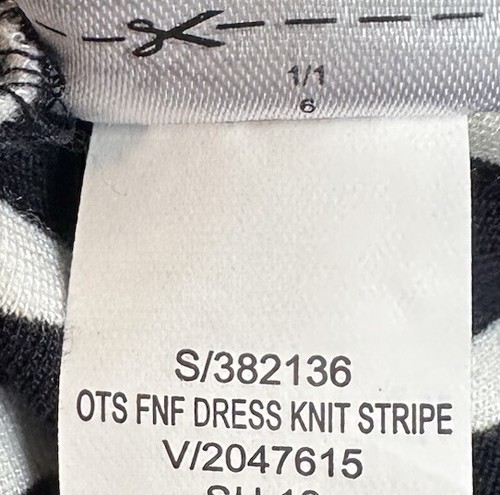 1/1
6
S/382136
OTS FNF DRESS KNIT STRIPE
V/2047615